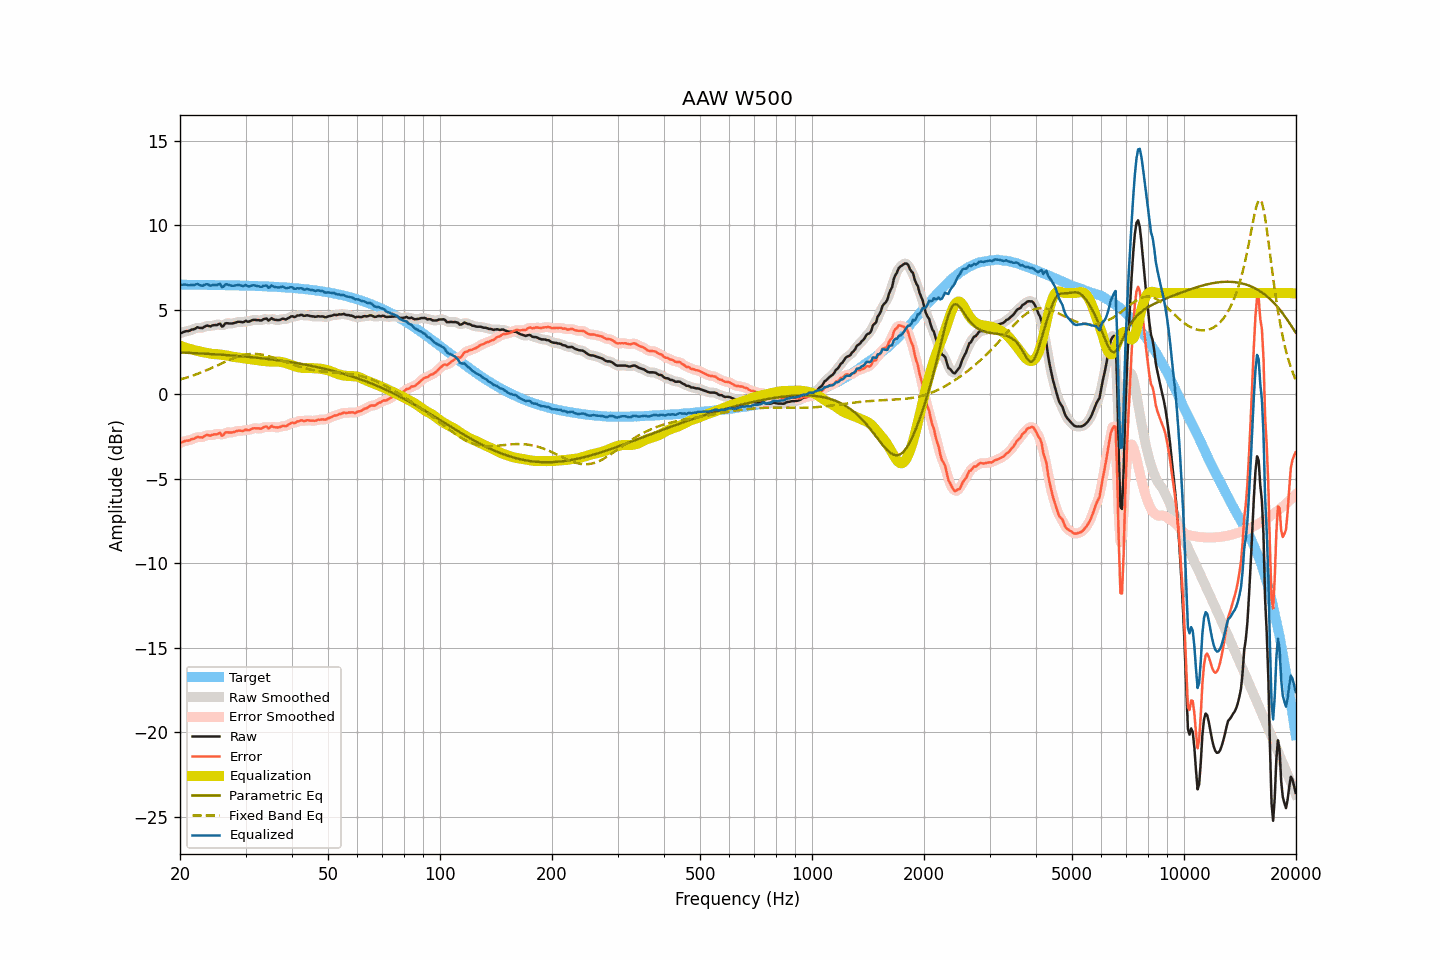 AAW W500
Amplitude (dBr)
15
10
5
0
−5
−10
−15
−20
−25
Target
Raw Smoothed
Error Smoothed
Raw
Error
Equalization
Parametric Eq
Fixed Band Eq
Equalized
20 50 100 200 500 1000 2000 5000 10000 20000
Frequency (Hz)